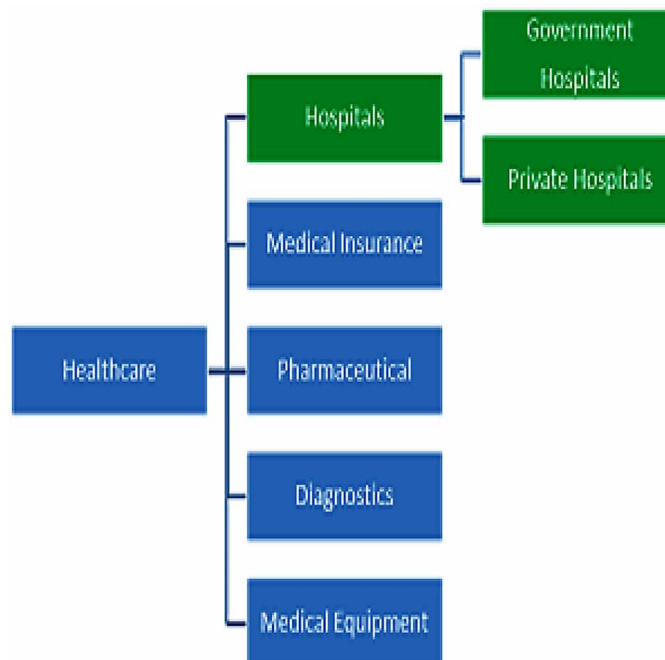 Government
Hospitals
Hospitals
Private Hospitals
Medical Insurance
Healthcare
Pharmaceutical
Diagnostics
Medical Equipment